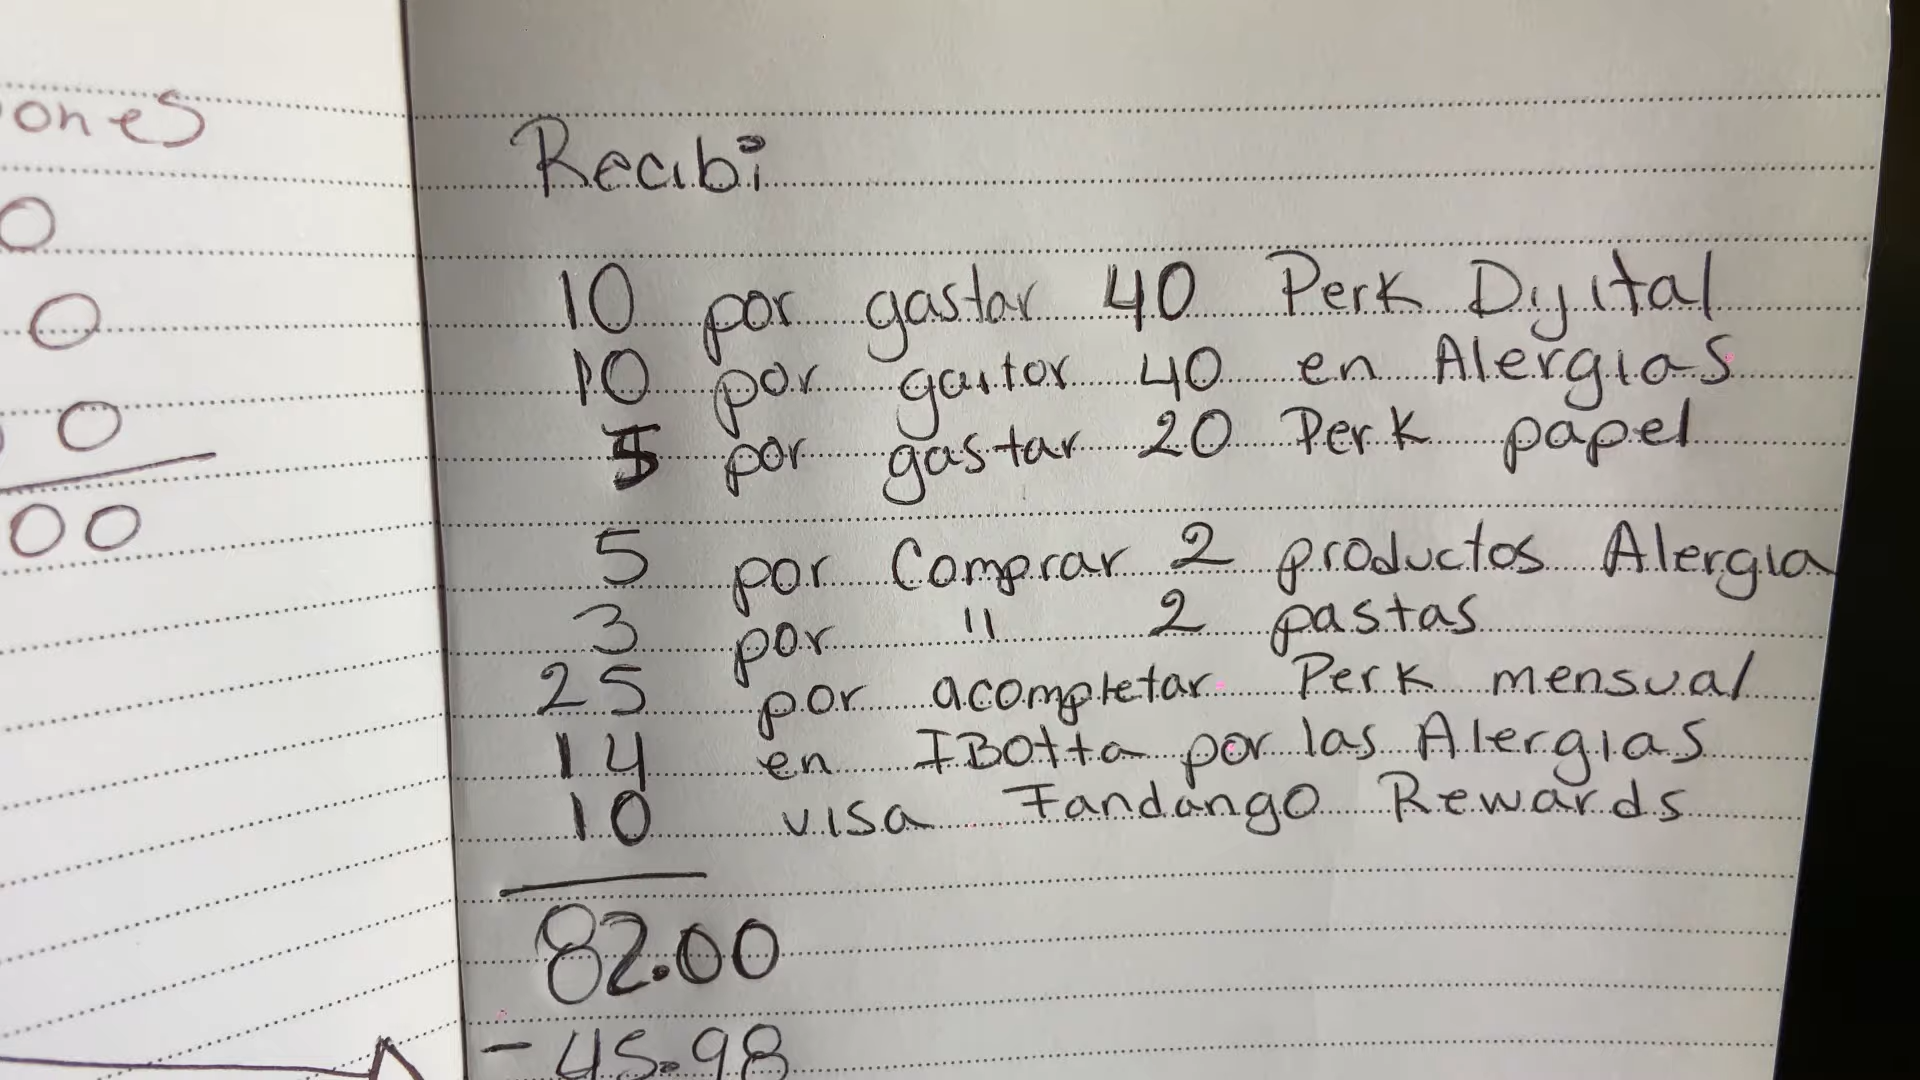 ones
0
0
0
00
Recibi
10 por gastar 40 Perk Dijital
10 por gastar 40 en Alergias
5 por gastar 20 Perk papel
5 por Comprar 2 productos Alergia
3 por " 2 pastas
25 por acompletar Perk mensual
14 en IBOtta por las Alergias
10 visa Fandango Rewards
82.00
- 45.98